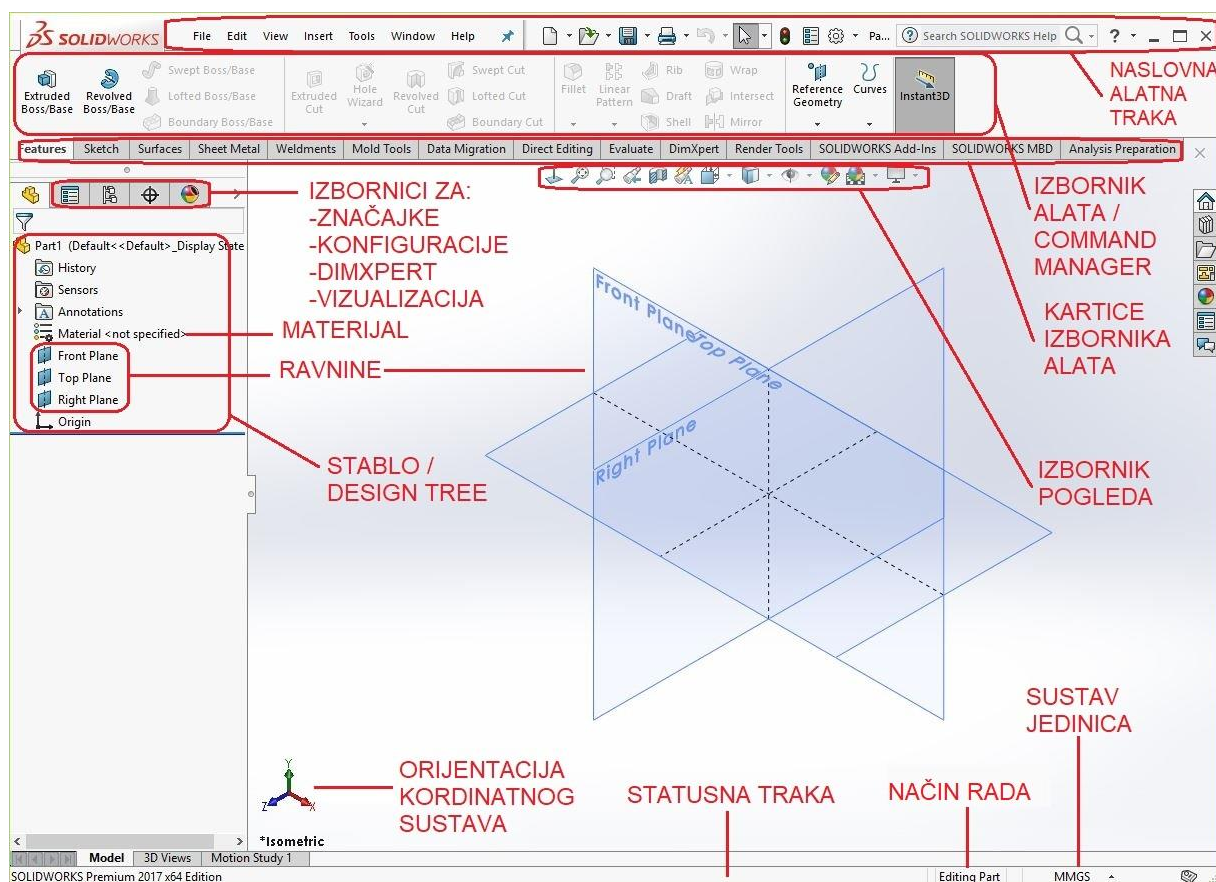 SOLIDWORKS
File Edit View Insert Tools Window Help
Pa...
Search SOLIDWORKS Help
?
NASLOVNA
ALATNA
TRAKA
Extruded
Boss/Base
Revolved
Boss/Base
Swept Boss/Base
Lofted Boss/Base
Boundary Boss/Base
Extruded
Cut
Hole
Wizard
Revolved
Cut
Swept Cut
Lofted Cut
Boundary Cut
Fillet
Linear
Pattern
Rib
Draft
Shell
Wrap
Intersect
Mirror
Reference
Geometry
Curves
Instant3D
eatures Sketch Surfaces Sheet Metal Weldments Mold Tools Data Migration Direct Editing Evaluate DimXpert Render Tools SOLIDWORKS Add-Ins SOLIDWORKS MBD Analysis Preparation
IZBORNICI ZA:
-ZNAČAJKE
-KONFIGURACIJE
-DIMXPERT
-VIZUALIZACIJA
IZBORNIK
ALATA /
COMMAND
MANAGER
Part1 (Default<<Default>_Display State
History
Sensors
Annotations
Material <not specified>
Front Plane
Top Plane
Right Plane
Origin
MATERIJAL
RAVNINE
KARTICE
IZBORNIKA
ALATA
Front Plane
Top Plane
Right Plane
STABLO /
DESIGN TREE
IZBORNIK
POGLEDA
SUSTAV
JEDINICA
Y
Z
X
ORIJENTACIJA
KORDINATNOG
SUSTAVA
STATUSNA TRAKA
NAČIN RADA
*Isometric
Model 3D Views Motion Study 1
SOLIDWORKS Premium 2017 x64 Edition
Editing Part
MMGS